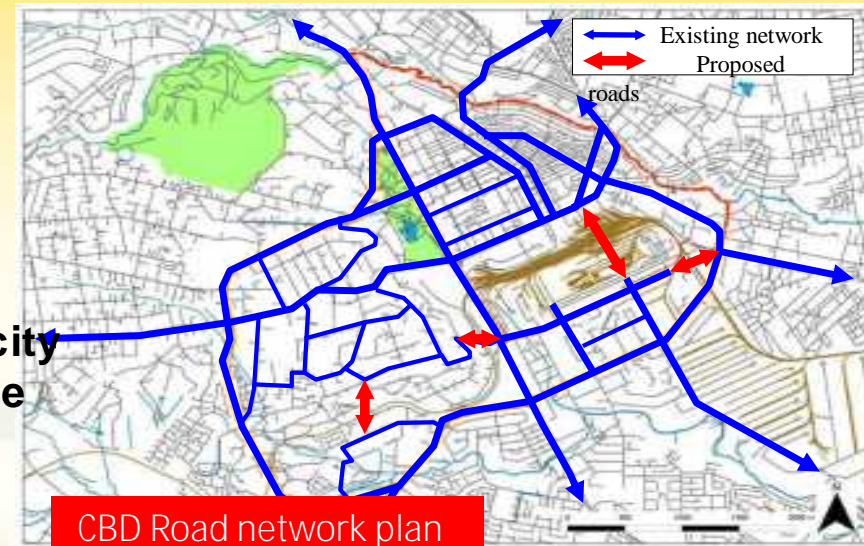 Existing network
Proposed
roads
city
e
CBD Road network plan